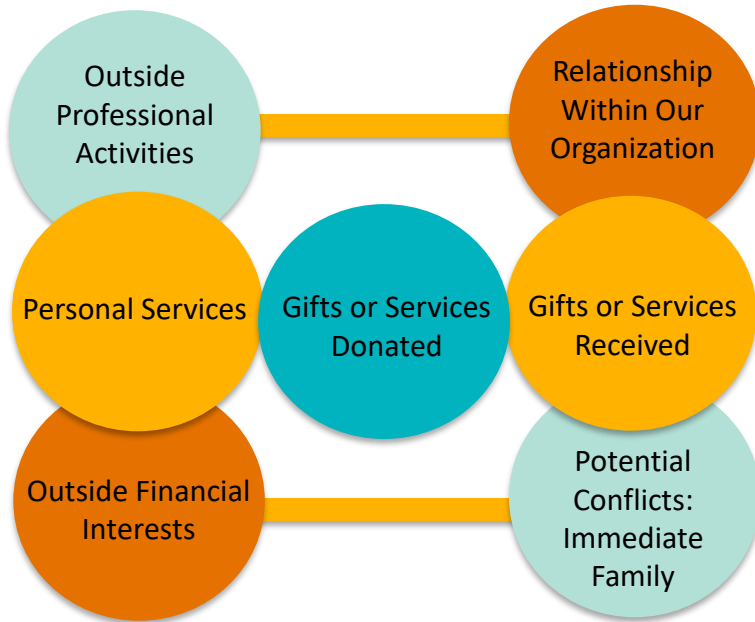 Outside
Professional
Activities
Relationship
Within Our
Organization
Personal Services
Gifts or Services
Donated
Gifts or Services
Received
Outside Financial
Interests
Potential
Conflicts:
Immediate
Family